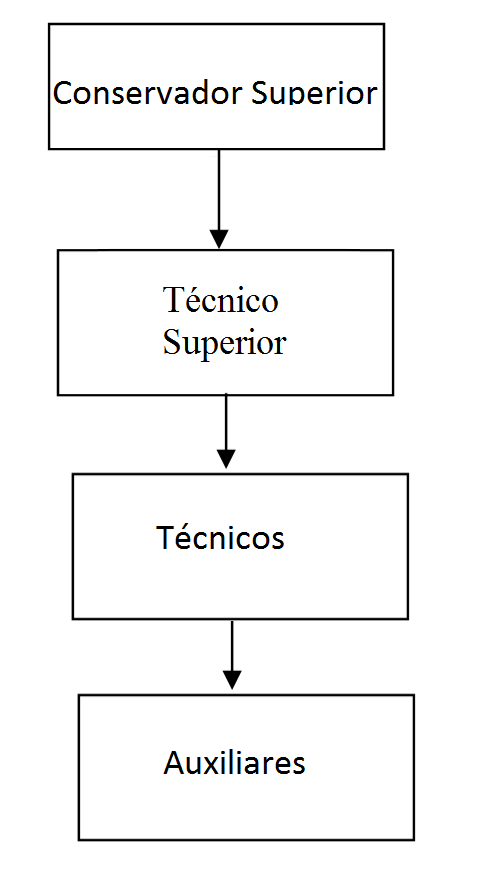 Conservador Superior
Técnico
Superior
Técnicos
Auxiliares